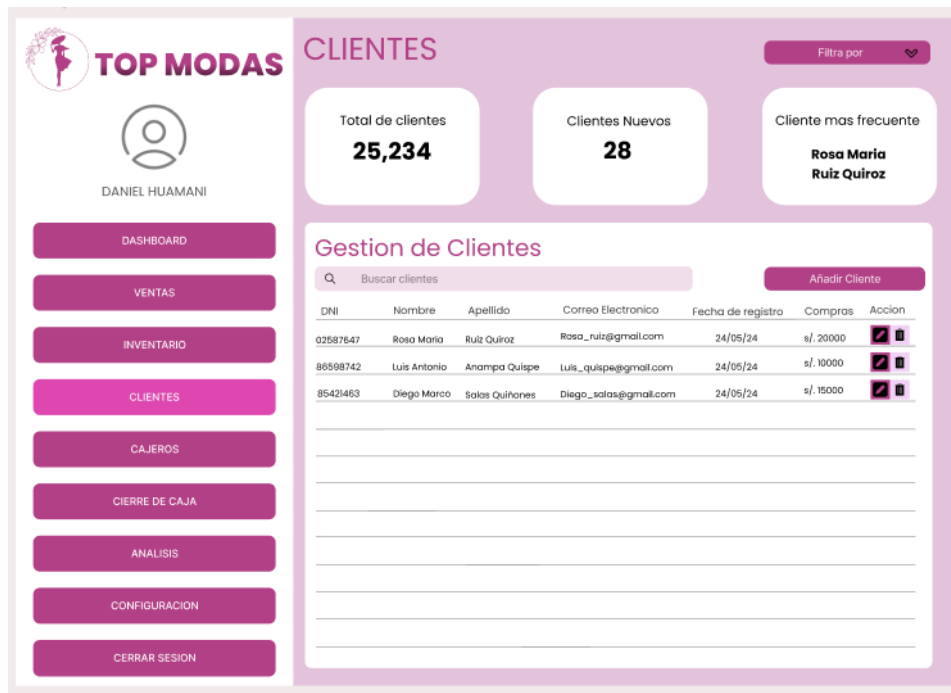 TOP MODAS
DANIEL HUAMANI
DASHBOARD
VENTAS
INVENTARIO
CLIENTES
CAJEROS
CIERRE DE CAJA
ANALISIS
CONFIGURACION
CERRAR SESION
CLIENTES
Filtra por
Total de clientes
25,234
Clientes Nuevos
28
Cliente mas frecuente
Rosa Maria
Ruiz Quiroz
Gestion de Clientes
Buscar clientes
Añadir Cliente
DNI Nombre Apellido Correo Electronico Fecha de registro Compras Accion
02587647 Rosa Maria Ruiz Quiroz Rosa_ruiz@gmail.com 24/05/24 s/. 20000
86598742 Luis Antonio Anampa Quispe Luis_quispe@gmail.com 24/05/24 s/. 10000
85421463 Diego Marco Salas Quiñones Diego_salas@gmail.com 24/05/24 s/. 15000